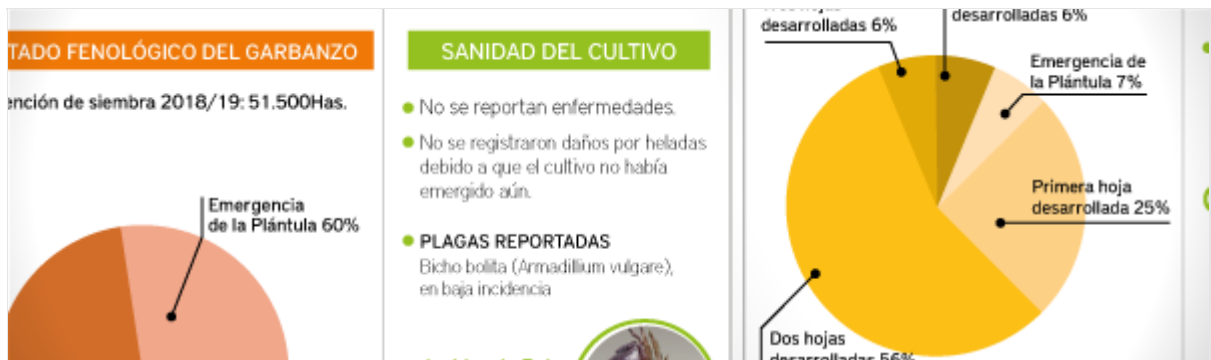 TADO FENOLÓGICO DEL GARBANZO
ención de siembra 2018/19: 51.500Has.
Emergencia
de la Plántula 60%
SANIDAD DEL CULTIVO
No se reportan enfermedades.
No se registraron daños por heladas
debido a que el cultivo no había
emergido aún.
PLAGAS REPORTADAS
Bicho bolita (Armadillium vulgare),
en baja incidencia
desarrolladas 6%
desarrolladas 6%
Emergencia de
la Plántula 7%
Primera hoja
desarrollada 25%
Dos hojas
desarrolladas 56%